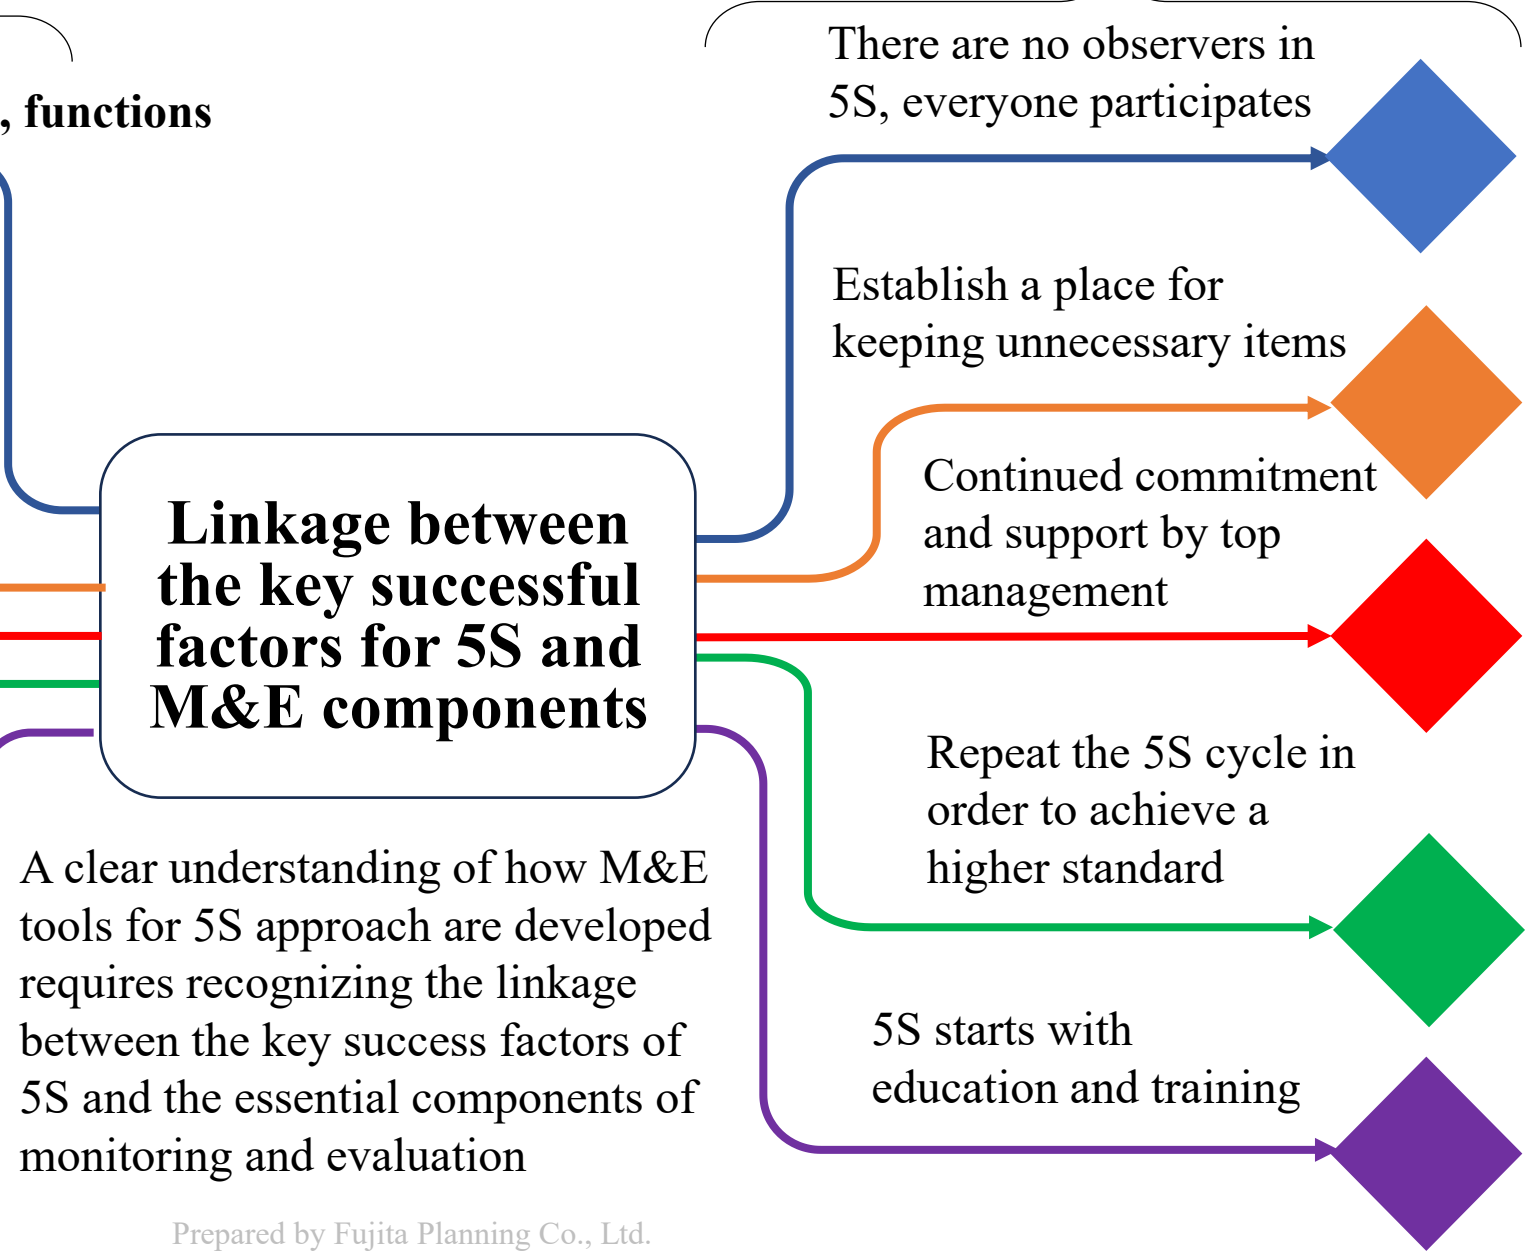 , functions
Linkage between
the key successful
factors for 5S and
M&E components
A clear understanding of how M&E
tools for 5S approach are developed
requires recognizing the linkage
between the key success factors of
5S and the essential components of
monitoring and evaluation
Prepared by Fujita Planning Co., Ltd.
There are no observers in
5S, everyone participates
Establish a place for
keeping unnecessary items
Continued commitment
and support by top
management
Repeat the 5S cycle in
order to achieve a
higher standard
5S starts with
education and training